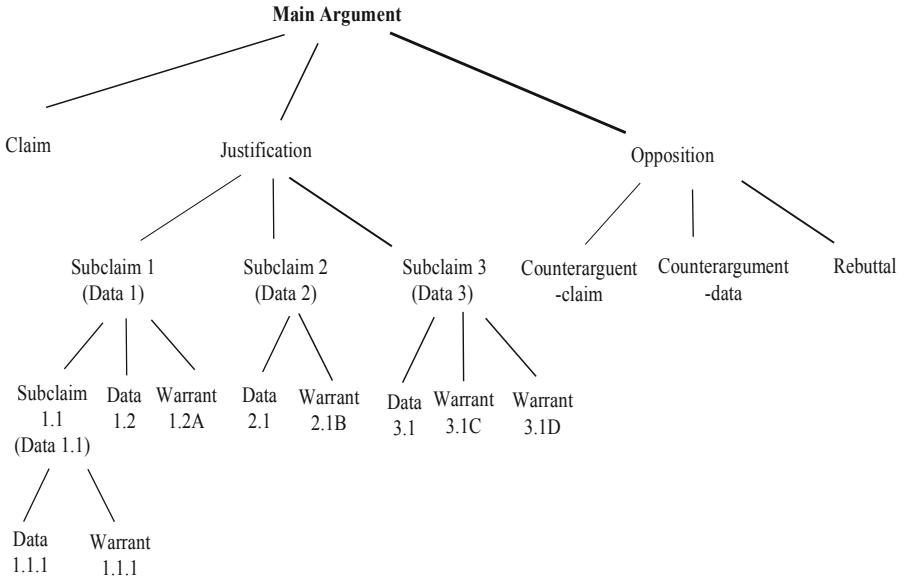 Main Argument
Claim
Justification
Opposition
Subclaim 1
(Data 1)
Subclaim 2
(Data 2)
Subclaim 3
(Data 3)
Counterarguent
-claim
Counterargument
-data
Rebuttal
Subclaim
1.1
(Data 1.1)
Data
1.2
Warrant
1.2A
Data
2.1
Warrant
2.1B
Data
3.1
Warrant
3.1C
Warrant
3.1D
Data
1.1.1
Warrant
1.1.1